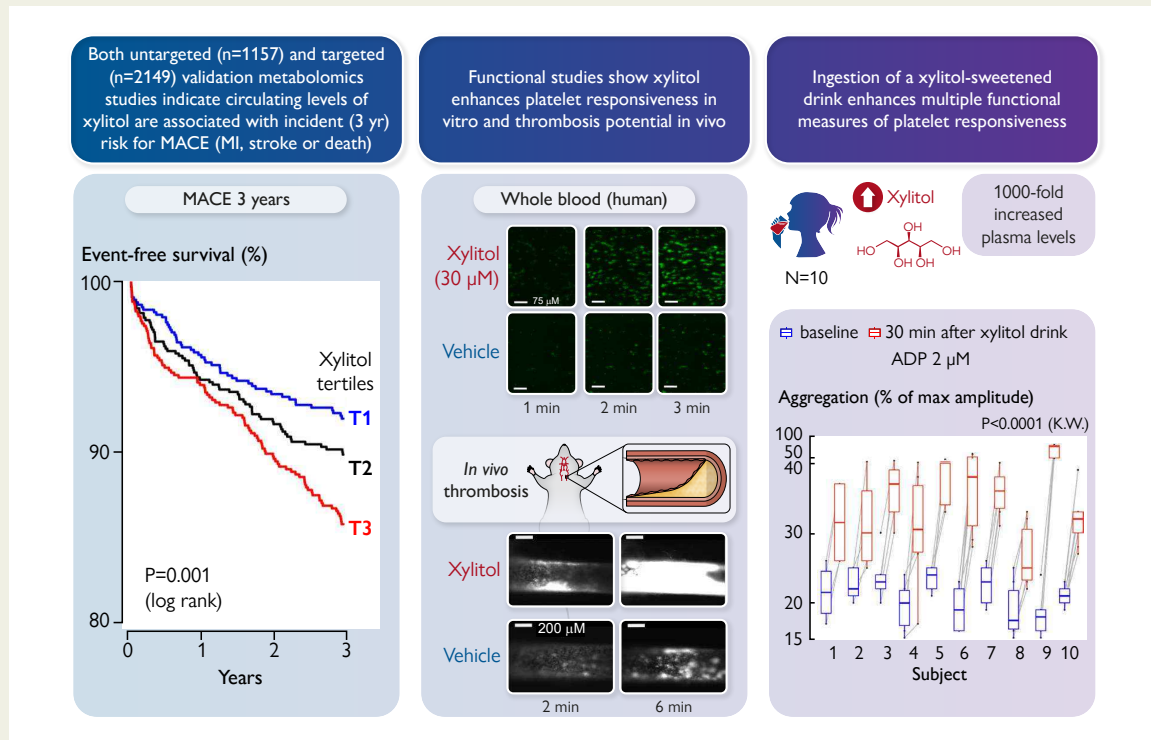 Both untargeted (n=1157) and targeted
(n=2149) validation metabolomics
studies indicate circulating levels of
xylitol are associated with incident (3 yr)
risk for MACE (MI, stroke or death)
MACE 3 years
Event-free survival (%)
100
90
80
Xylitol
tertiles
T1
T2
T3
P=0.001
(log rank)
0 1 2 3
Years
Functional studies show xylitol
enhances platelet responsiveness in
vitro and thrombosis potential in vivo
Whole blood (human)
Xylitol
(30 µM)
75 µM
Vehicle
1 min 2 min 3 min
In vivo
thrombosis
Xylitol
200 µM
Vehicle
2 min 6 min
Ingestion of a xylitol-sweetened
drink enhances multiple functional
measures of platelet responsiveness
Xylitol
OH
HO OH
OH OH
N=10
1000-fold
increased
plasma levels
baseline 30 min after xylitol drink
ADP 2 µM
Aggregation (% of max amplitude)
P<0.0001 (K.W.)
100
50
40
30
20
15
1 2 3 4 5 6 7 8 9 10
Subject